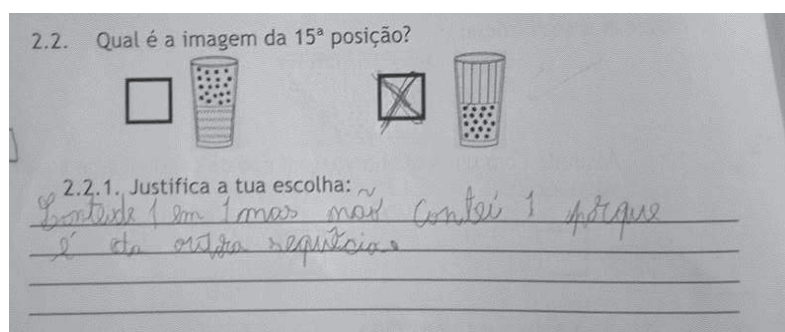 2.2. Qual é a imagem da 15ª posição?
2.2.1. Justifica a tua escolha:
Contei de 1 em 1 mas não contei 1 porque
é da outra sequência.